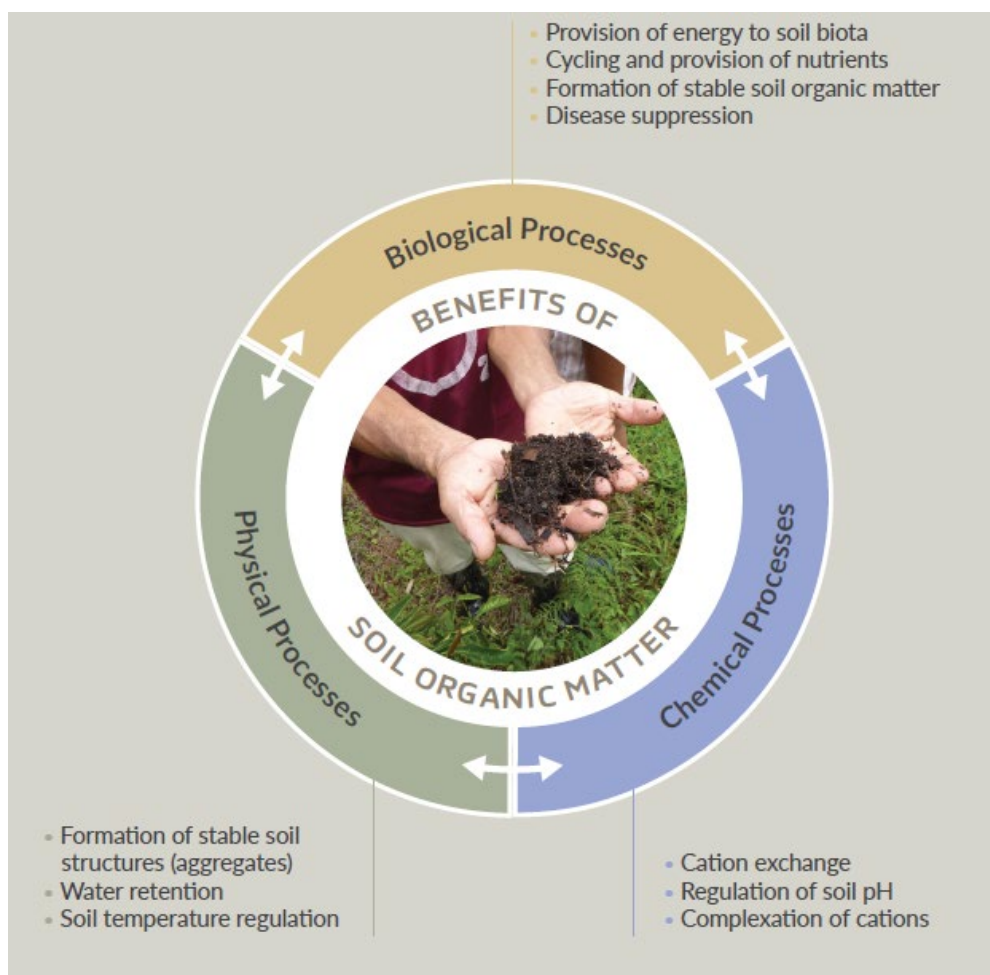 • Provision of energy to soil biota
• Cycling and provision of nutrients
• Formation of stable soil organic matter
• Disease suppression
Biological Processes
BENEFITS OF
SOIL ORGANIC MATTER
Physical Processes
Chemical Processes
• Formation of stable soil
structures (aggregates)
• Water retention
• Soil temperature regulation
• Cation exchange
• Regulation of soil pH
• Complexation of cations